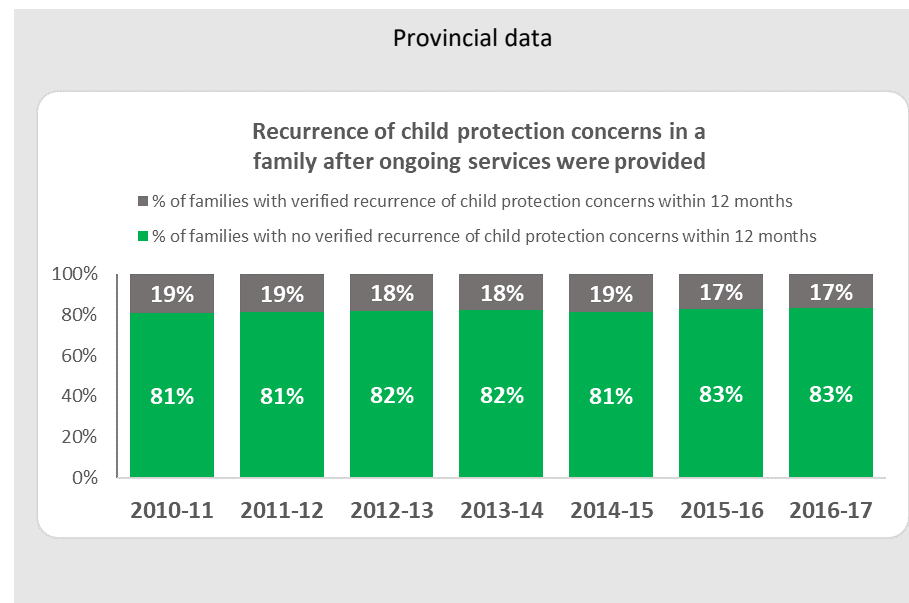 Provincial data
Recurrence of child protection concerns in a
family after ongoing services were provided
% of families with verified recurrence of child protection concerns within 12 months
% of families with no verified recurrence of child protection concerns within 12 months
100%
80%
60%
40%
20%
0%
19% 19% 18% 18% 19% 17% 17%
81% 81% 82% 82% 81% 83% 83%
2010-11 2011-12 2012-13 2013-14 2014-15 2015-16 2016-17